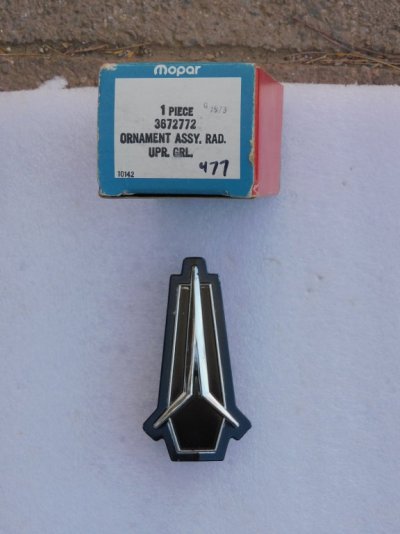 mopar
1 PIECE
3672772
ORNAMENT ASSY. RAD.
UPR. GRL.
477
10142